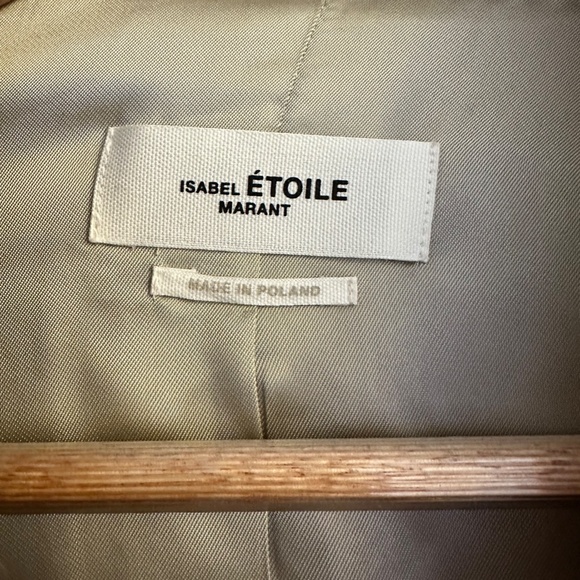 ISABEL ÉTOILE
MARANT
MADE IN POLAND